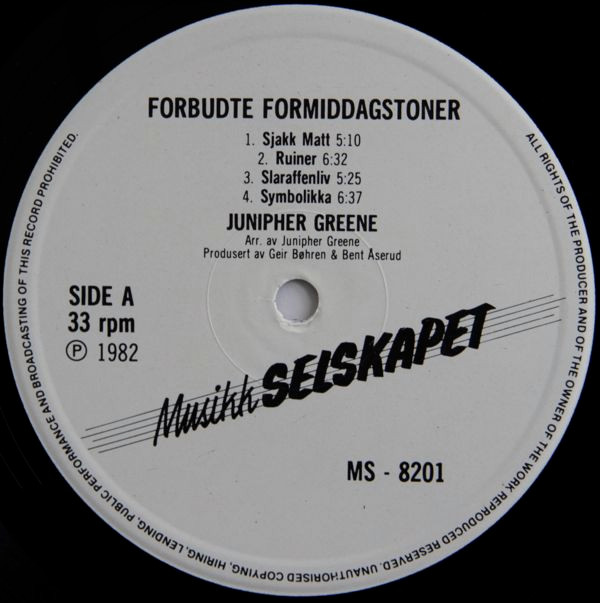 FORBUDTE FORMIDDAGSTONER
1. Sjakk Matt 5:10
2. Ruiner 6:32
3. Slaraffenliv 5:25
4. Symbolikka 6:37
JUNIPHER GREENE
Arr. av Junipher Greene
Produsert av Geir Bøhren & Bent Åserud
SIDE A
33 rpm
℗ 1982
Musikk SELSKAPET
MS - 8201
ALL RIGHTS OF THE PRODUCER AND OF THE OWNER OF THE WORK REPRODUCED RESERVED. UNAUTHORISED COPYING, HIRING, LENDING, PUBLIC PERFORMANCE AND BROADCASTING OF THIS RECORD PROHIBITED.